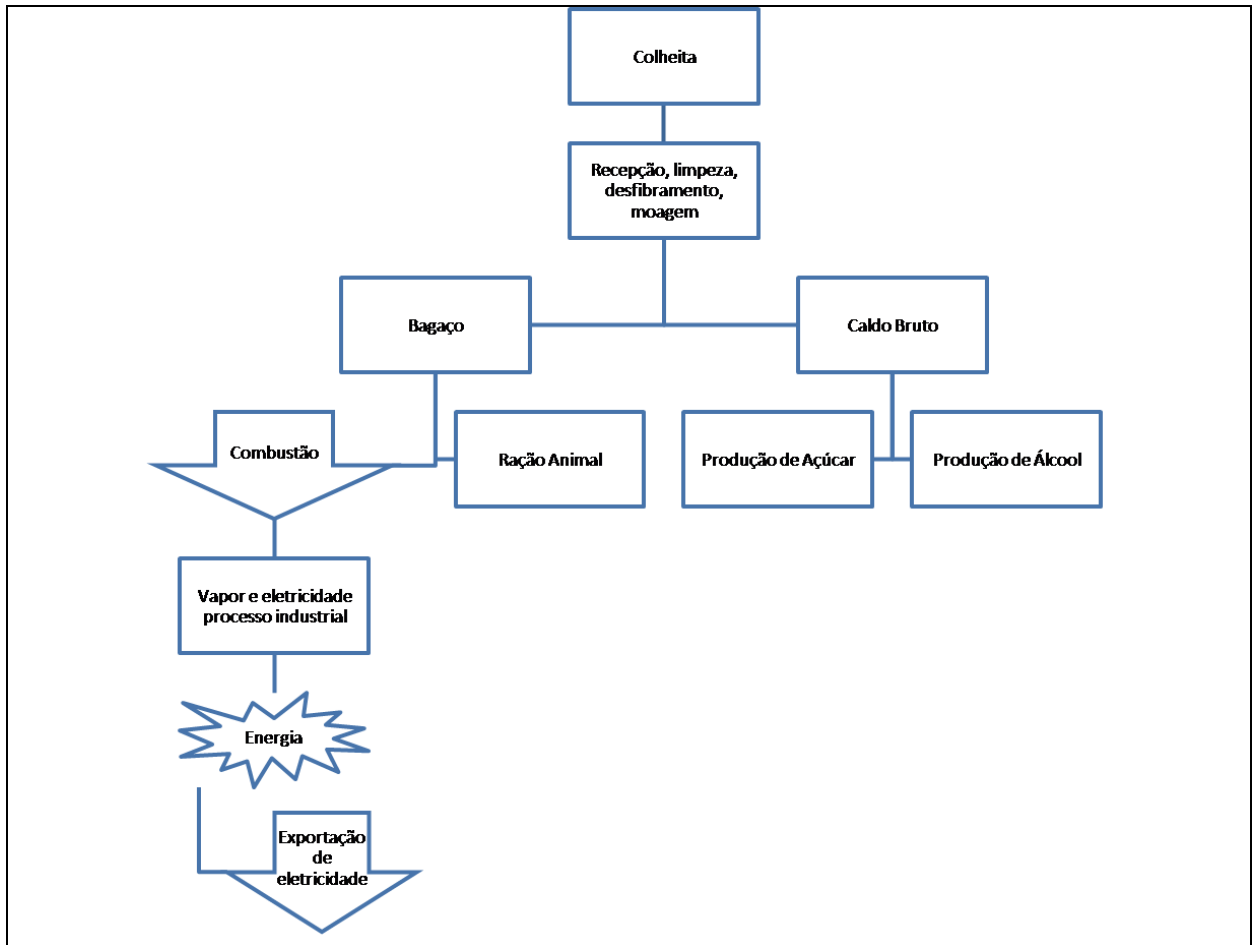 Colheita
Recepção, limpeza,
desfibramento,
moagem
Bagaço
Caldo Bruto
Combustão
Ração Animal
Produção de Açúcar
Produção de Álcool
Vapor e eletricidade
processo industrial
Energia
Exportação
de
eletricidade